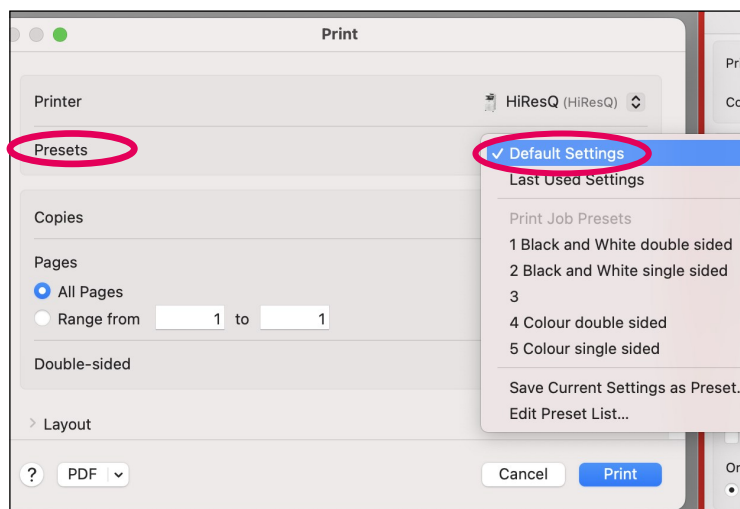 Print
Printer HiResQ (HiResQ)
Presets
✓ Default Settings
Last Used Settings
Print Job Presets
1 Black and White double sided
2 Black and White single sided
3
4 Colour double sided
5 Colour single sided
Save Current Settings as Preset.
Edit Preset List...
Copies
Pages
All Pages
Range from 1 to 1
Double-sided
> Layout
? PDF
Cancel Print
Pr
Co
Or